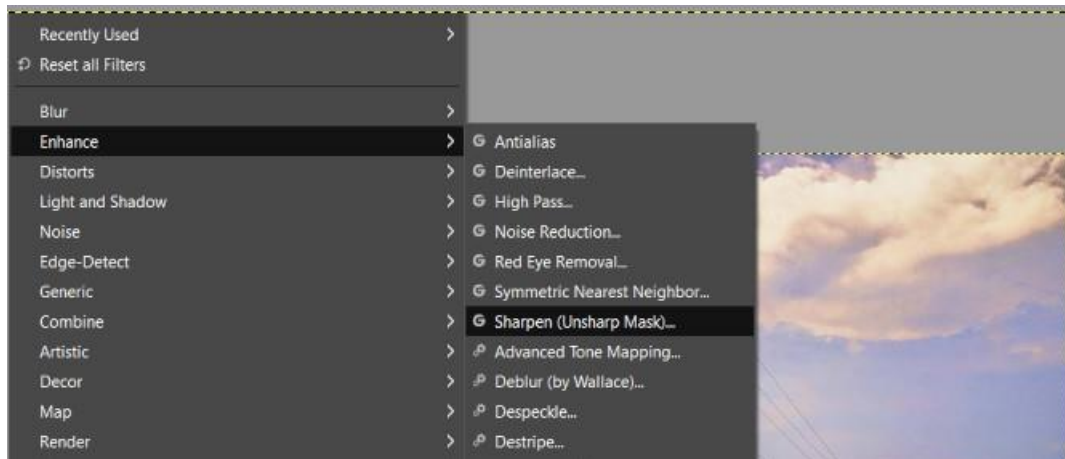 Recently Used
Reset all Filters
Blur
Enhance
Distorts
Light and Shadow
Noise
Edge-Detect
Generic
Combine
Artistic
Decor
Map
Render
Antialias
Deinterlace...
High Pass...
Noise Reduction...
Red Eye Removal...
Symmetric Nearest Neighbor...
Sharpen (Unsharp Mask)...
Advanced Tone Mapping...
Deblur (by Wallace)...
Despeckle...
Destripe...